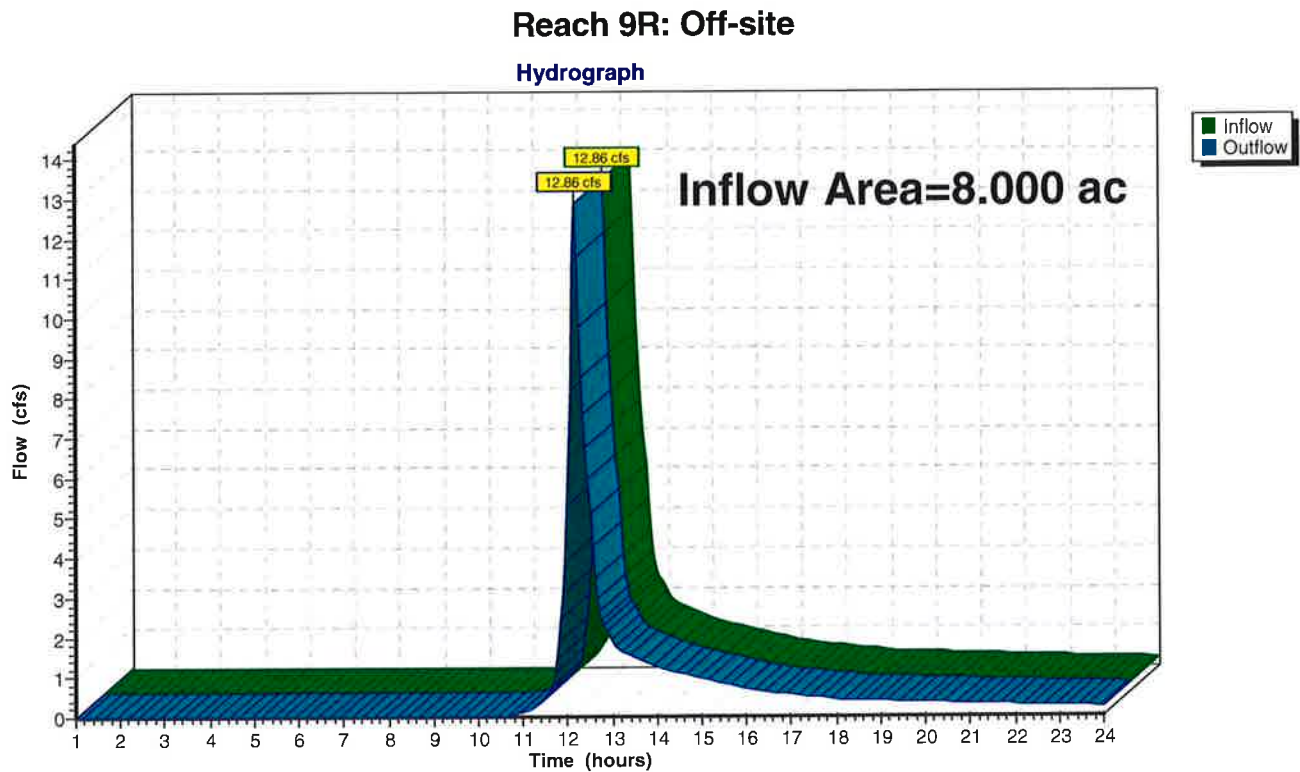 Reach 9R: Off-site
Hydrograph
Inflow
Outflow
12.86 cfs
12.86 cfs
Inflow Area=8.000 ac
Flow (cfs)
14
13
12
11
10
9
8
7
6
5
4
3
2
1
0
1 2 3 4 5 6 7 8 9 10 11 12 13 14 15 16 17 18 19 20 21 22 23 24
Time (hours)